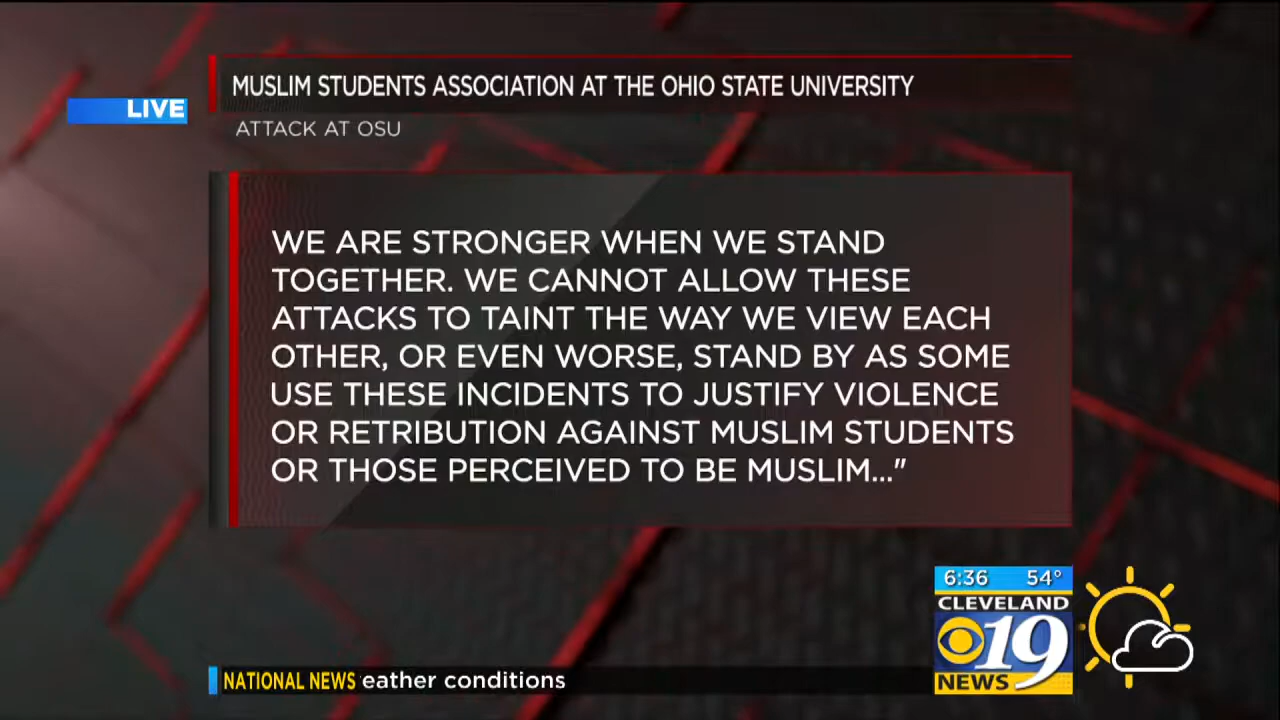 MUSLIM STUDENTS ASSOCIATION AT THE OHIO STATE UNIVERSITY
LIVE
ATTACK AT OSU
WE ARE STRONGER WHEN WE STAND
TOGETHER. WE CANNOT ALLOW THESE
ATTACKS TO TAINT THE WAY WE VIEW EACH
OTHER, OR EVEN WORSE, STAND BY AS SOME
USE THESE INCIDENTS TO JUSTIFY VIOLENCE
OR RETRIBUTION AGAINST MUSLIM STUDENTS
OR THOSE PERCEIVED TO BE MUSLIM..."
6:36 54°
CLEVELAND
19
NEWS
NATIONAL NEWS eather conditions